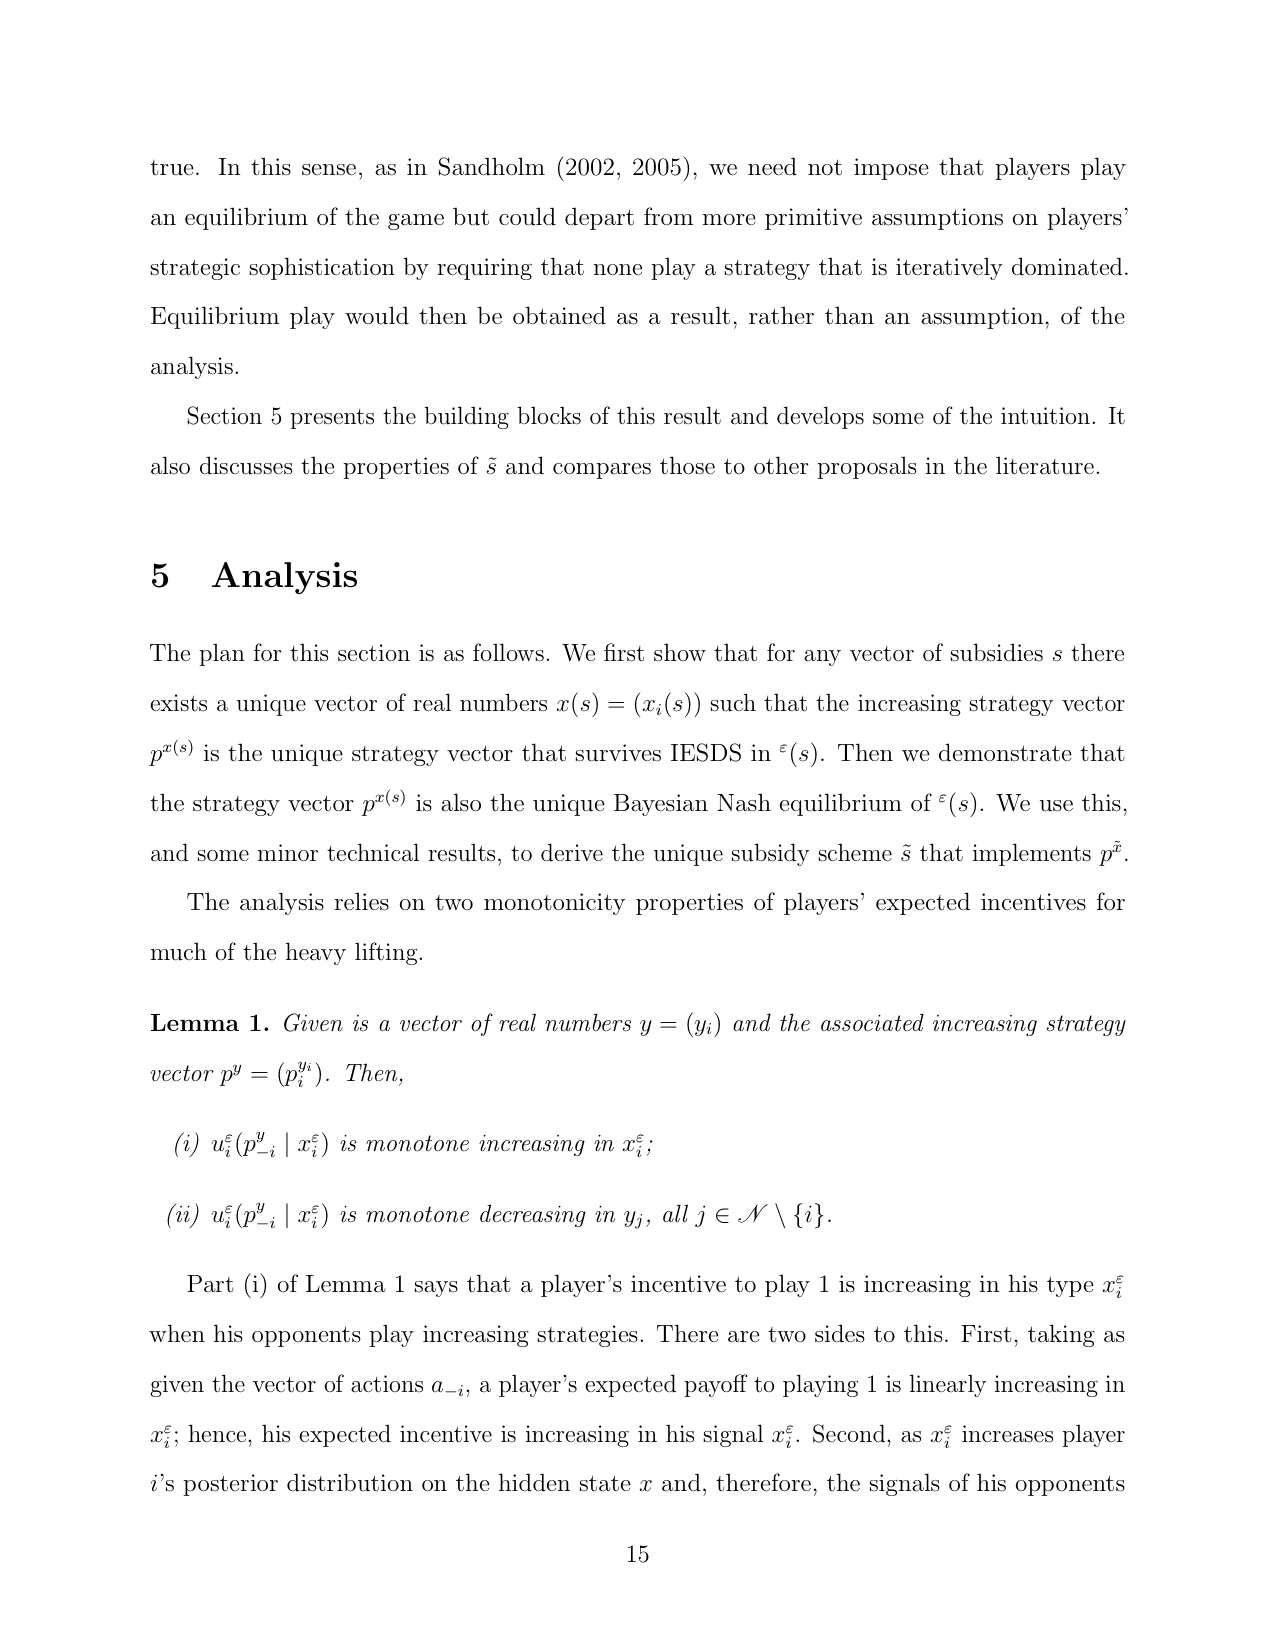 true. In this sense, as in Sandholm (2002, 2005), we need not impose that players play
an equilibrium of the game but could depart from more primitive assumptions on players’
strategic sophistication by requiring that none play a strategy that is iteratively dominated.
Equilibrium play would then be obtained as a result, rather than an assumption, of the
analysis.
Section 5 presents the building blocks of this result and develops some of the intuition. It
also discusses the properties of $\tilde{s}$ and compares those to other proposals in the literature.
5 Analysis
The plan for this section is as follows. We first show that for any vector of subsidies $s$ there
exists a unique vector of real numbers $x(s) = (x_i(s))$ such that the increasing strategy vector
$p^{x(s)}$ is the unique strategy vector that survives IESDS in $^{\varepsilon}(s)$. Then we demonstrate that
the strategy vector $p^{x(s)}$ is also the unique Bayesian Nash equilibrium of $^{\varepsilon}(s)$. We use this,
and some minor technical results, to derive the unique subsidy scheme $\tilde{s}$ that implements $p^{\tilde{x}}$.
The analysis relies on two monotonicity properties of players’ expected incentives for
much of the heavy lifting.
Lemma 1. Given is a vector of real numbers $y = (y_i)$ and the associated increasing strategy
vector $p^y = (p_i^{y_i})$. Then,
(i) $u_i^{\varepsilon}(p_{-i}^y \mid x_i^{\varepsilon})$ is monotone increasing in $x_i^{\varepsilon}$;
(ii) $u_i^{\varepsilon}(p_{-i}^y \mid x_i^{\varepsilon})$ is monotone decreasing in $y_j$, all $j \in \mathcal{N} \setminus \{i\}$.
Part (i) of Lemma 1 says that a player’s incentive to play 1 is increasing in his type $x_i^{\varepsilon}$
when his opponents play increasing strategies. There are two sides to this. First, taking as
given the vector of actions $a_{-i}$, a player’s expected payoff to playing 1 is linearly increasing in
$x_i^{\varepsilon}$; hence, his expected incentive is increasing in his signal $x_i^{\varepsilon}$. Second, as $x_i^{\varepsilon}$ increases player
$i$’s posterior distribution on the hidden state $x$ and, therefore, the signals of his opponents
15